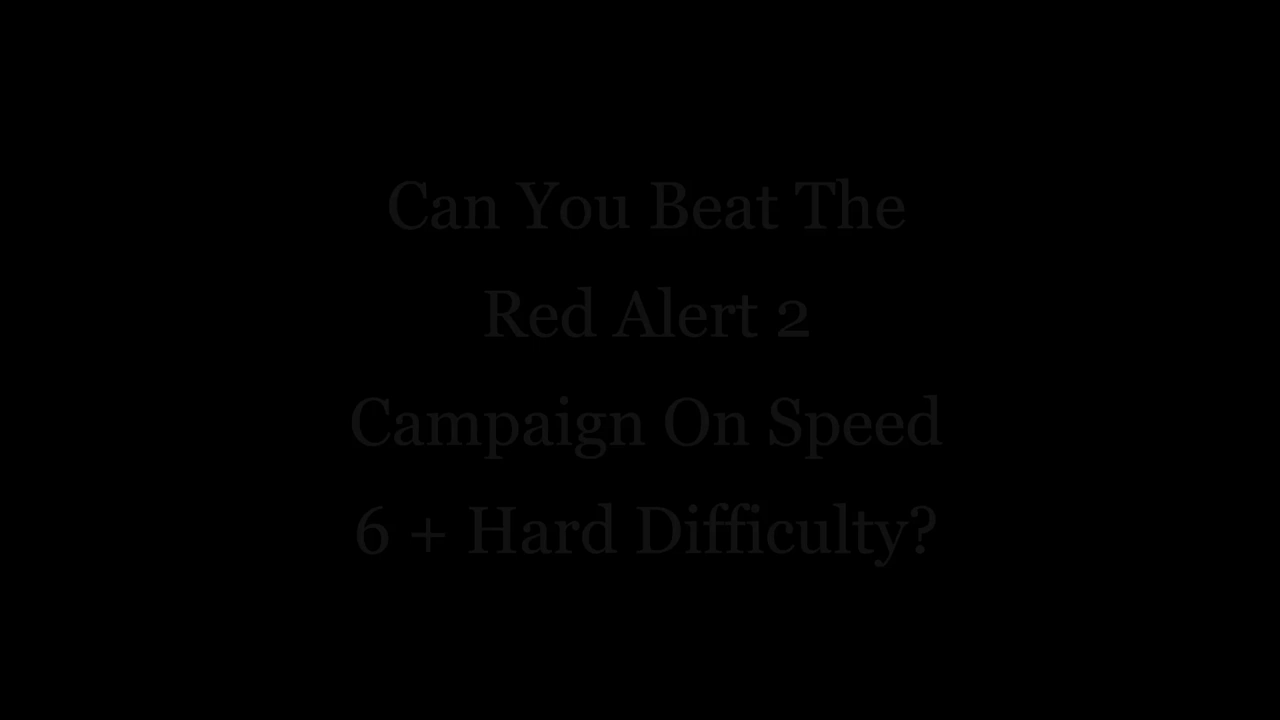 Can You Beat The
Red Alert 2
Campaign On Speed
6 + Hard Difficulty?